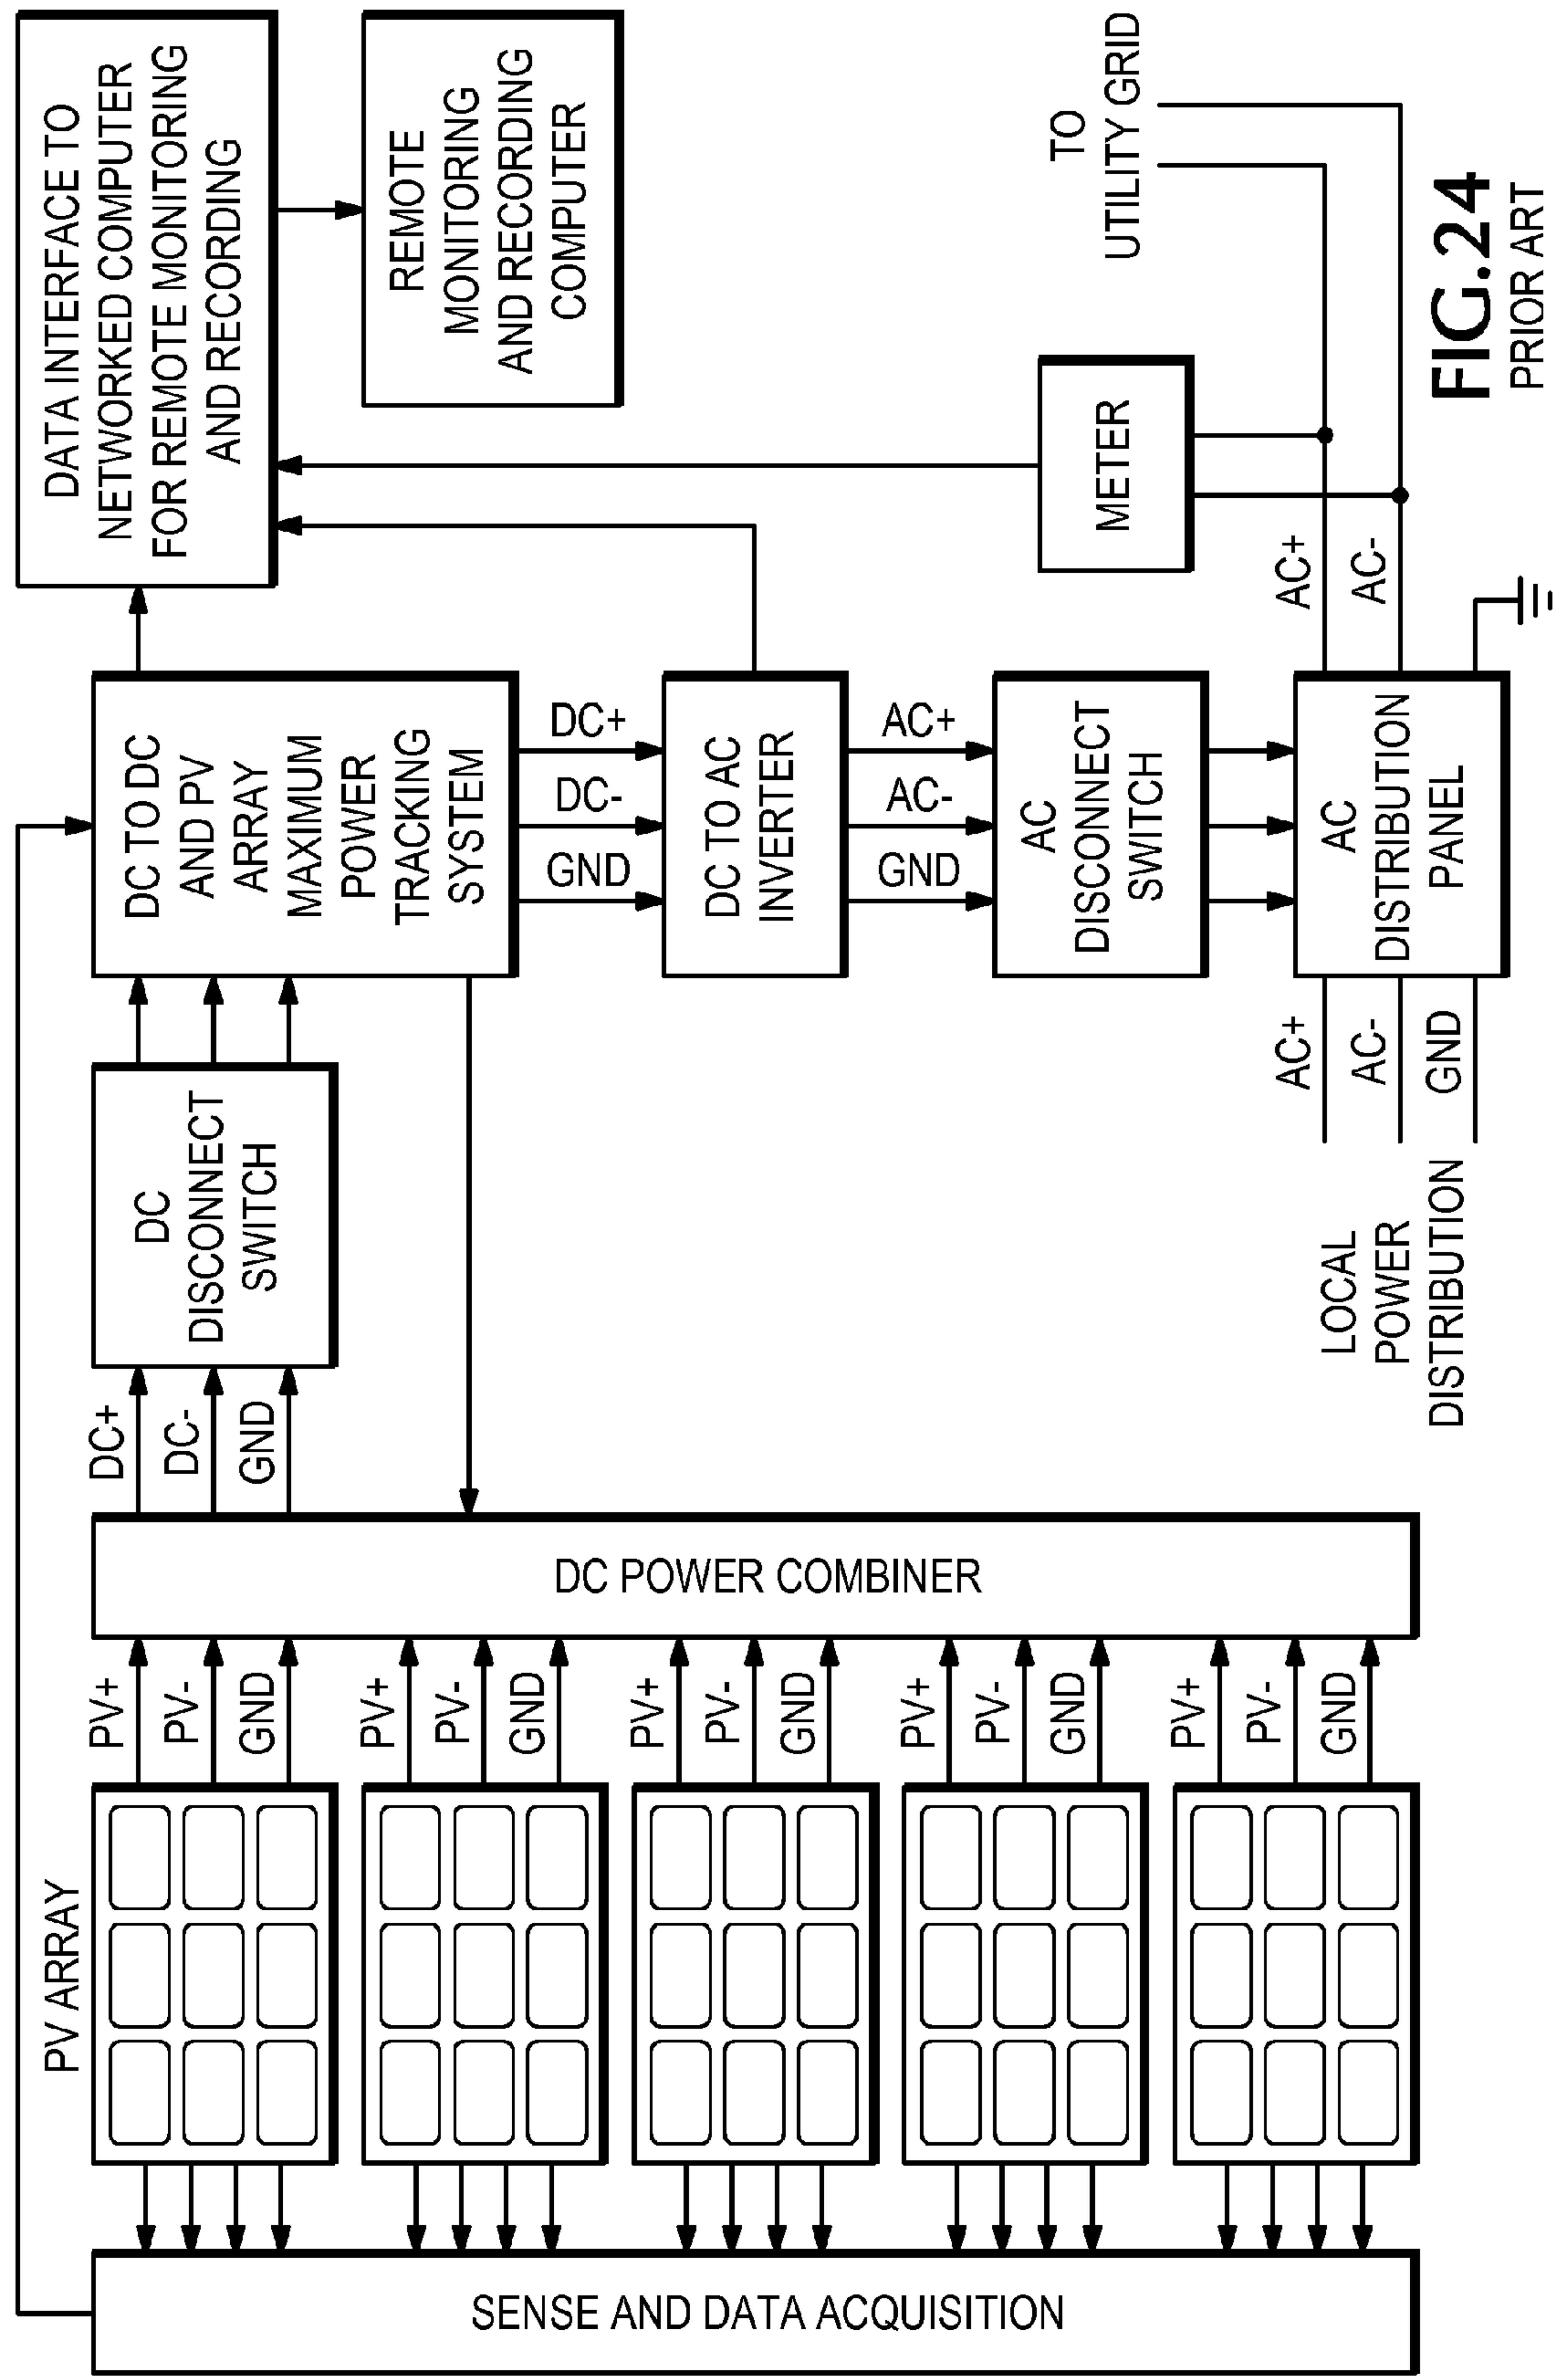 PV ARRAY
SENSE AND DATA ACQUISITION
PV+
PV-
GND
PV+
PV-
GND
PV+
PV-
GND
PV+
PV-
GND
PV+
PV-
GND
DC POWER COMBINER
DC+
DC-
GND
DC
DISCONNECT
SWITCH
DC TO DC
AND PV
ARRAY
MAXIMUM
POWER
TRACKING
SYSTEM
DATA INTERFACE TO
NETWORKED COMPUTER
FOR REMOTE MONITORING
AND RECORDING
REMOTE
MONITORING
AND RECORDING
COMPUTER
DC+
DC-
GND
DC TO AC
INVERTER
AC+
AC-
GND
AC
DISCONNECT
SWITCH
METER
TO
UTILITY GRID
AC+
AC-
AC
DISTRIBUTION
PANEL
AC+
AC-
GND
LOCAL
POWER
DISTRIBUTION
FIG.24
PRIOR ART